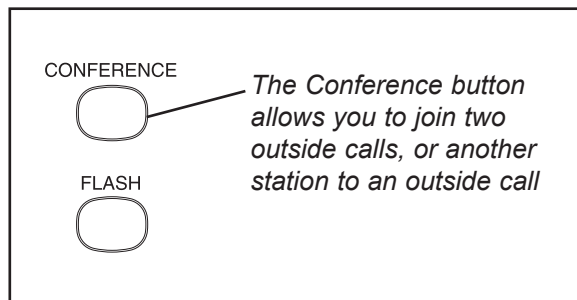 CONFERENCE
The Conference button
allows you to join two
outside calls, or another
station to an outside call
FLASH